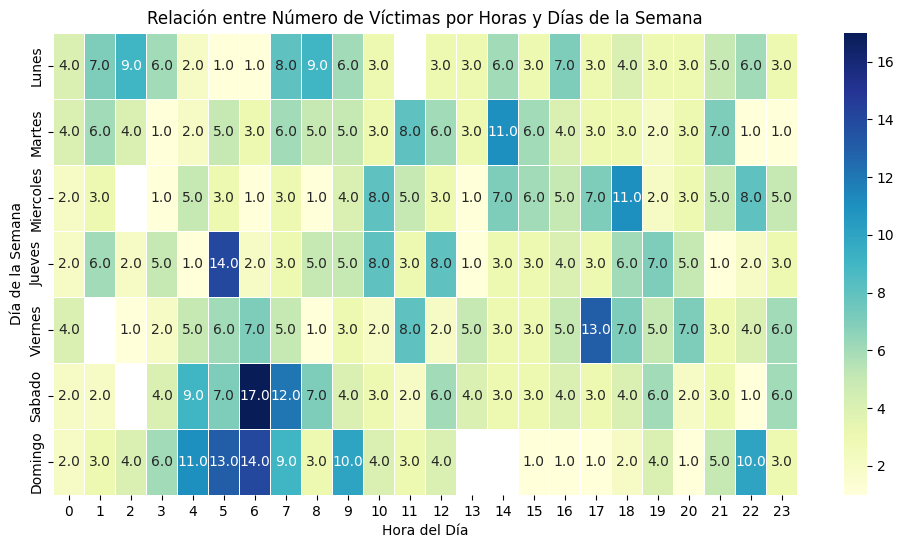 Relación entre Número de Víctimas por Horas y Días de la Semana
Día de la Semana
Lunes 4.0 7.0 9.0 6.0 2.0 1.0 1.0 8.0 9.0 6.0 3.0 3.0 3.0 6.0 3.0 7.0 3.0 4.0 3.0 3.0 5.0 6.0 3.0
Martes 4.0 6.0 4.0 1.0 2.0 5.0 3.0 6.0 5.0 5.0 3.0 8.0 6.0 3.0 11.0 6.0 4.0 3.0 3.0 2.0 3.0 7.0 1.0 1.0
Miercoles 2.0 3.0 1.0 5.0 3.0 1.0 3.0 1.0 4.0 8.0 5.0 3.0 1.0 7.0 6.0 5.0 7.0 11.0 2.0 3.0 5.0 8.0 5.0
Jueves 2.0 6.0 2.0 5.0 1.0 14.0 2.0 3.0 5.0 5.0 8.0 3.0 8.0 1.0 3.0 3.0 4.0 3.0 6.0 7.0 5.0 1.0 2.0 3.0
Viernes 4.0 1.0 2.0 5.0 6.0 7.0 5.0 1.0 3.0 2.0 8.0 2.0 5.0 3.0 3.0 5.0 13.0 7.0 5.0 7.0 3.0 4.0 6.0
Sabado 2.0 2.0 4.0 9.0 7.0 17.0 12.0 7.0 4.0 3.0 2.0 6.0 4.0 3.0 3.0 4.0 3.0 4.0 6.0 2.0 3.0 1.0 6.0
Domingo 2.0 3.0 4.0 6.0 11.0 13.0 14.0 9.0 3.0 10.0 4.0 3.0 4.0 1.0 1.0 1.0 2.0 4.0 1.0 5.0 10.0 3.0
0 1 2 3 4 5 6 7 8 9 10 11 12 13 14 15 16 17 18 19 20 21 22 23
Hora del Día
16
14
12
10
8
6
4
2